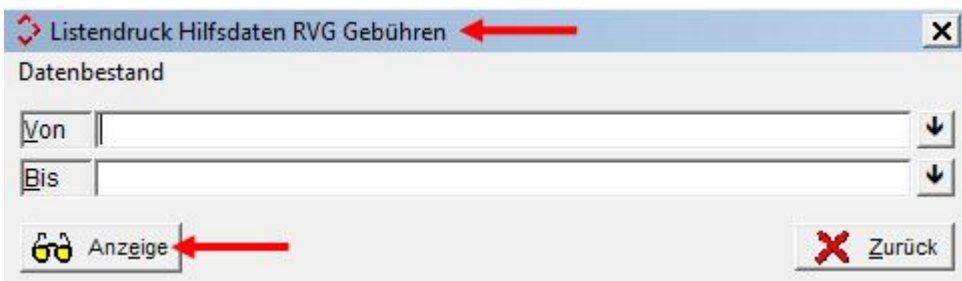 Listendruck Hilfsdaten RVG Gebühren
Datenbestand
Von
Bis
Anzeige Zurück